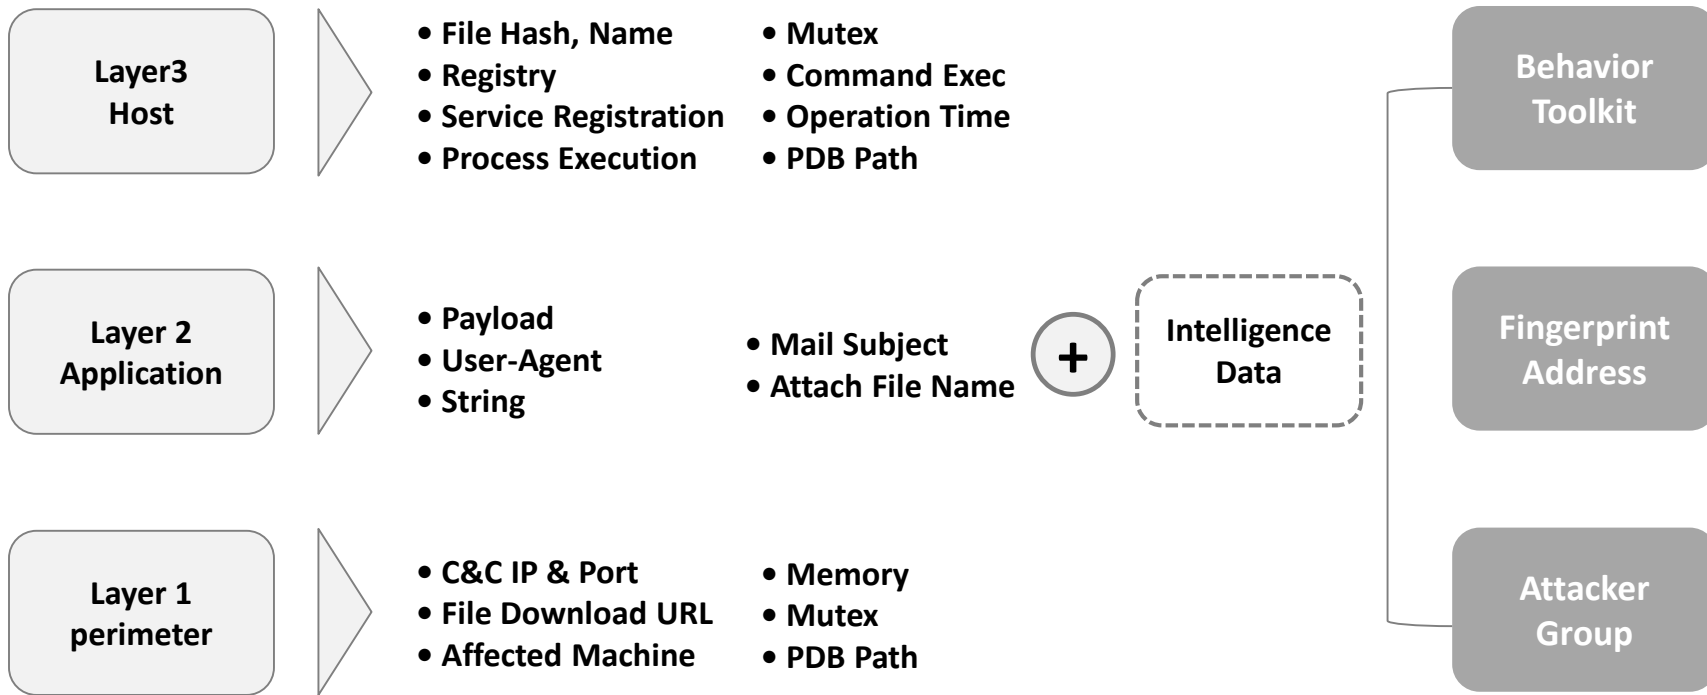 Layer3
Host
• File Hash, Name
• Registry
• Service Registration
• Process Execution
• Mutex
• Command Exec
• Operation Time
• PDB Path
Behavior
Toolkit
Layer 2
Application
• Payload
• User-Agent
• String
• Mail Subject
• Attach File Name
+
Intelligence
Data
Fingerprint
Address
Layer 1
perimeter
• C&C IP & Port
• File Download URL
• Affected Machine
• Memory
• Mutex
• PDB Path
Attacker
Group